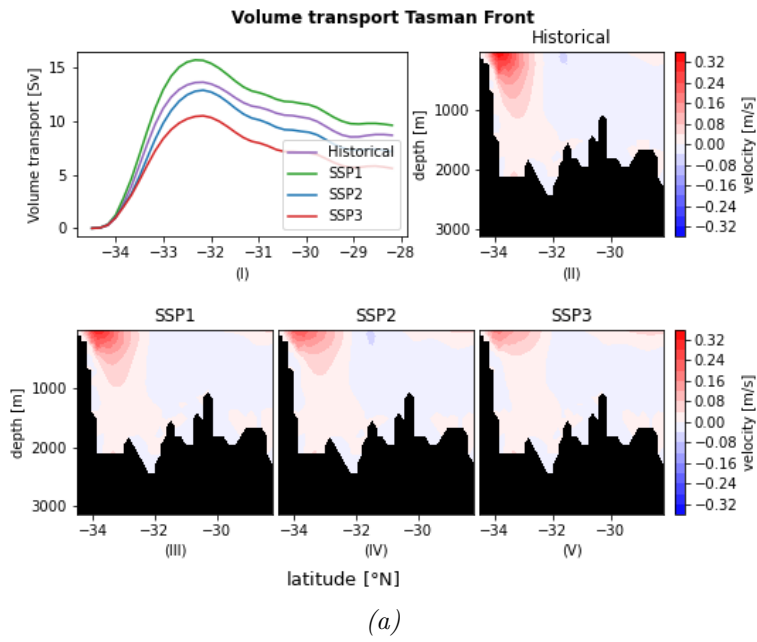 Volume transport Tasman Front
Volume transport [Sv]
15
10
5
0
−34 −33 −32 −31 −30 −29 −28
(I)
Historical
SSP1
SSP2
SSP3
Historical
depth [m]
1000
2000
3000
−34 −32 −30
(II)
0.32
0.24
0.16
0.08
0.00
−0.08
−0.16
−0.24
−0.32
velocity [m/s]
SSP1 SSP2 SSP3
depth [m]
1000
2000
3000
−34 −32 −30
(III)
−34 −32 −30
(IV)
−34 −32 −30
(V)
0.32
0.24
0.16
0.08
0.00
−0.08
−0.16
−0.24
−0.32
velocity [m/s]
latitude [°N]
(a)